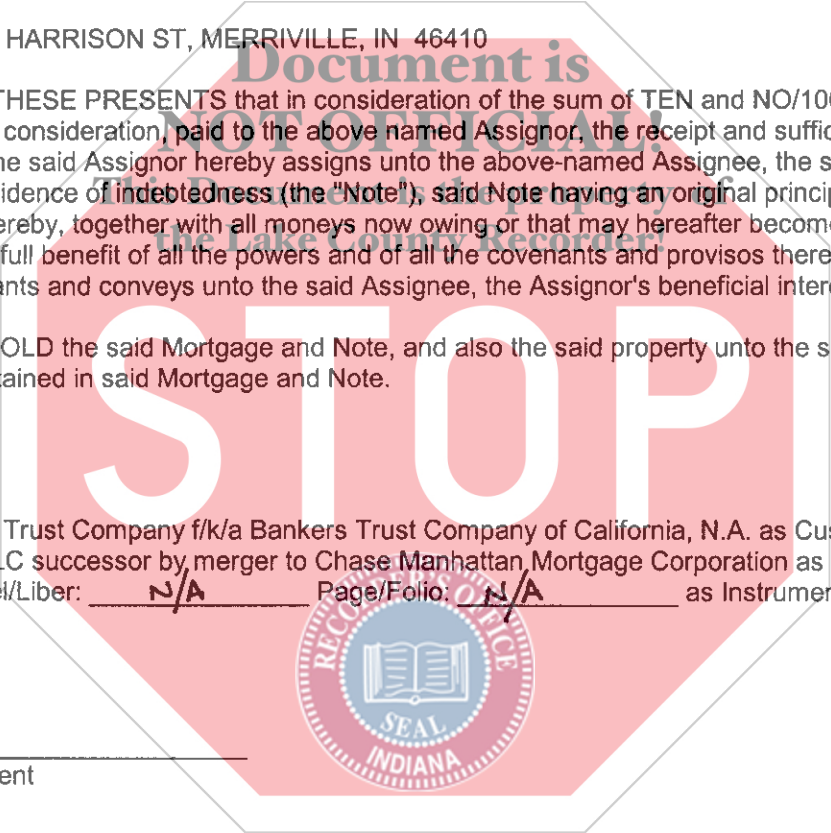 HARRISON ST, MERRIVILLE, IN 46410
Document is
THESE PRESENTS that in consideration of the sum of TEN and NO/100
NOT OFFICIAL!
consideration, paid to the above named Assignor, the receipt and suffic
he said Assignor hereby assigns unto the above-named Assignee, the s
This Document is the property of
idence of indebtedness (the "Note"), said Note having an original princip
ereby, together with all moneys now owing or that may hereafter become
the Lake County Recorder!
full benefit of all the powers and of all the covenants and provisos there
ants and conveys unto the said Assignee, the Assignor's beneficial intere
OLD the said Mortgage and Note, and also the said property unto the s
tained in said Mortgage and Note.
STOP
Trust Company f/k/a Bankers Trust Company of California, N.A. as Cus
LC successor by merger to Chase Manhattan Mortgage Corporation as
el/Liber: N/A Page/Folio: N/A as Instrumen
RECORDER'S OFFICE
SEAL
INDIANA
ent